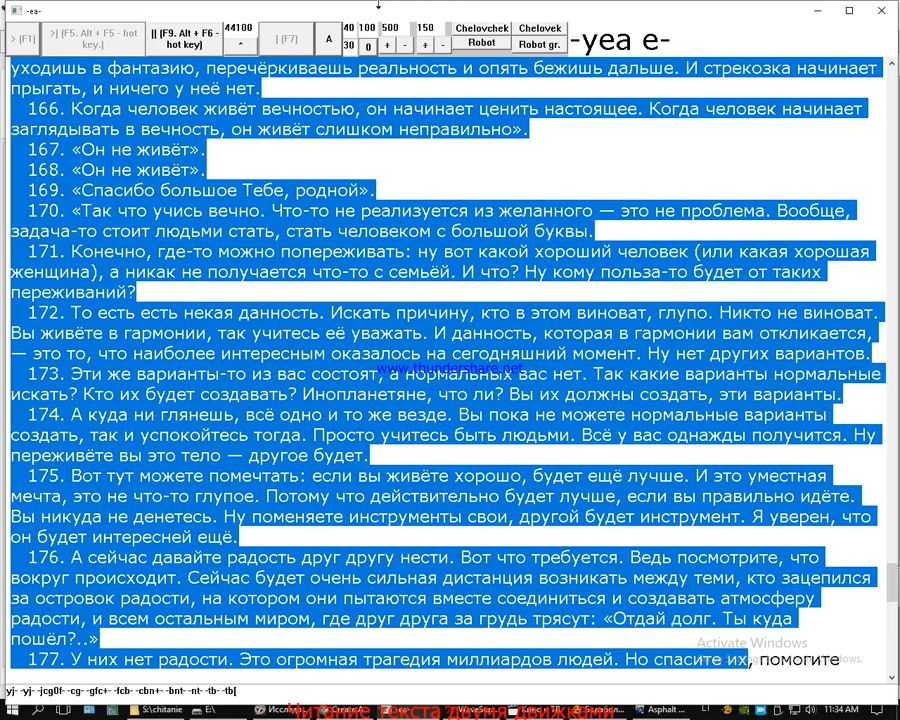 -ea-
> [F1]
>| [F5. Alt + F5 - hot key.]
|| [F9. Alt + F6 - hot key)
44100
^
| [F7]
A
40 100 500 150
30 0 + - + -
Chelovchek Chelovek
Robot Robot gr.
-yea e-
уходишь в фантазию, перечёркиваешь реальность и опять бежишь дальше. И стрекозка начинает
прыгать, и ничего у неё нет.
166. Когда человек живёт вечностью, он начинает ценить настоящее. Когда человек начинает
заглядывать в вечность, он живёт слишком неправильно».
167. «Он не живёт».
168. «Он не живёт».
169. «Спасибо большое Тебе, родной».
170. «Так что учись вечно. Что-то не реализуется из желанного — это не проблема. Вообще,
задача-то стоит людьми стать, стать человеком с большой буквы.
171. Конечно, где-то можно попереживать: ну вот какой хороший человек (или какая хорошая
женщина), а никак не получается что-то с семьёй. И что? Ну кому польза-то будет от таких
переживаний?
172. То есть есть некая данность. Искать причину, кто в этом виноват, глупо. Никто не виноват.
Вы живёте в гармонии, так учитесь её уважать. И данность, которая в гармонии вам откликается,
— это то, что наиболее интересным оказалось на сегодняшний момент. Ну нет других вариантов.
www.thundershare.net
173. Эти же варианты-то из вас состоят, а нормальных вас нет. Так какие варианты нормальные
искать? Кто их будет создавать? Инопланетяне, что ли? Вы их должны создать, эти варианты.
174. А куда ни глянешь, всё одно и то же везде. Вы пока не можете нормальные варианты
создать, так и успокойтесь тогда. Просто учитесь быть людьми. Всё у вас однажды получится. Ну
переживёте вы это тело — другое будет.
175. Вот тут можете помечтать: если вы живёте хорошо, будет ещё лучше. И это уместная
мечта, это не что-то глупое. Потому что действительно будет лучше, если вы правильно идёте.
Вы никуда не денетесь. Ну поменяете инструменты свои, другой будет инструмент. Я уверен, что
он будет интересней ещё.
176. А сейчас давайте радость друг другу нести. Вот что требуется. Ведь посмотрите, что
вокруг происходит. Сейчас будет очень сильная дистанция возникать между теми, кто зацепился
за островок радости, на котором они пытаются вместе соединиться и создавать атмосферу
радости, и всем остальным миром, где друг друга за грудь трясут: «Отдай долг. Ты куда
пошёл?..»
Activate Windows
177. У них нет радости. Это огромная трагедия миллиардов людей. Но спасите их, помогите
yj- -yj- -jcg0f- -cg- -gfc+- -fcb- -cbn+- -bnt- -nt- -tb- -tb[
S:\chitanie
E:\
Asphalt ...
11:34 AM
Читание текста двумя движками